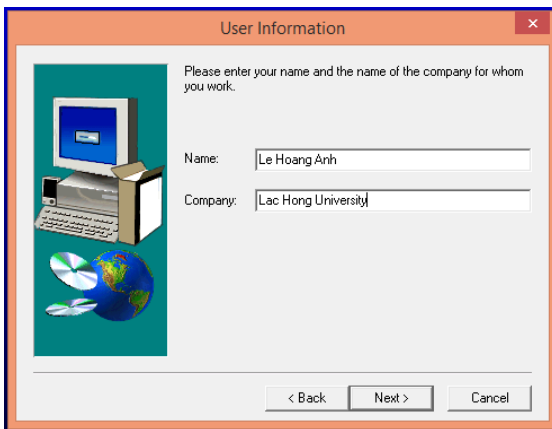 User Information
Please enter your name and the name of the company for whom
you work.
Name: Le Hoang Anh
Company: Lac Hong University
< Back Next > Cancel